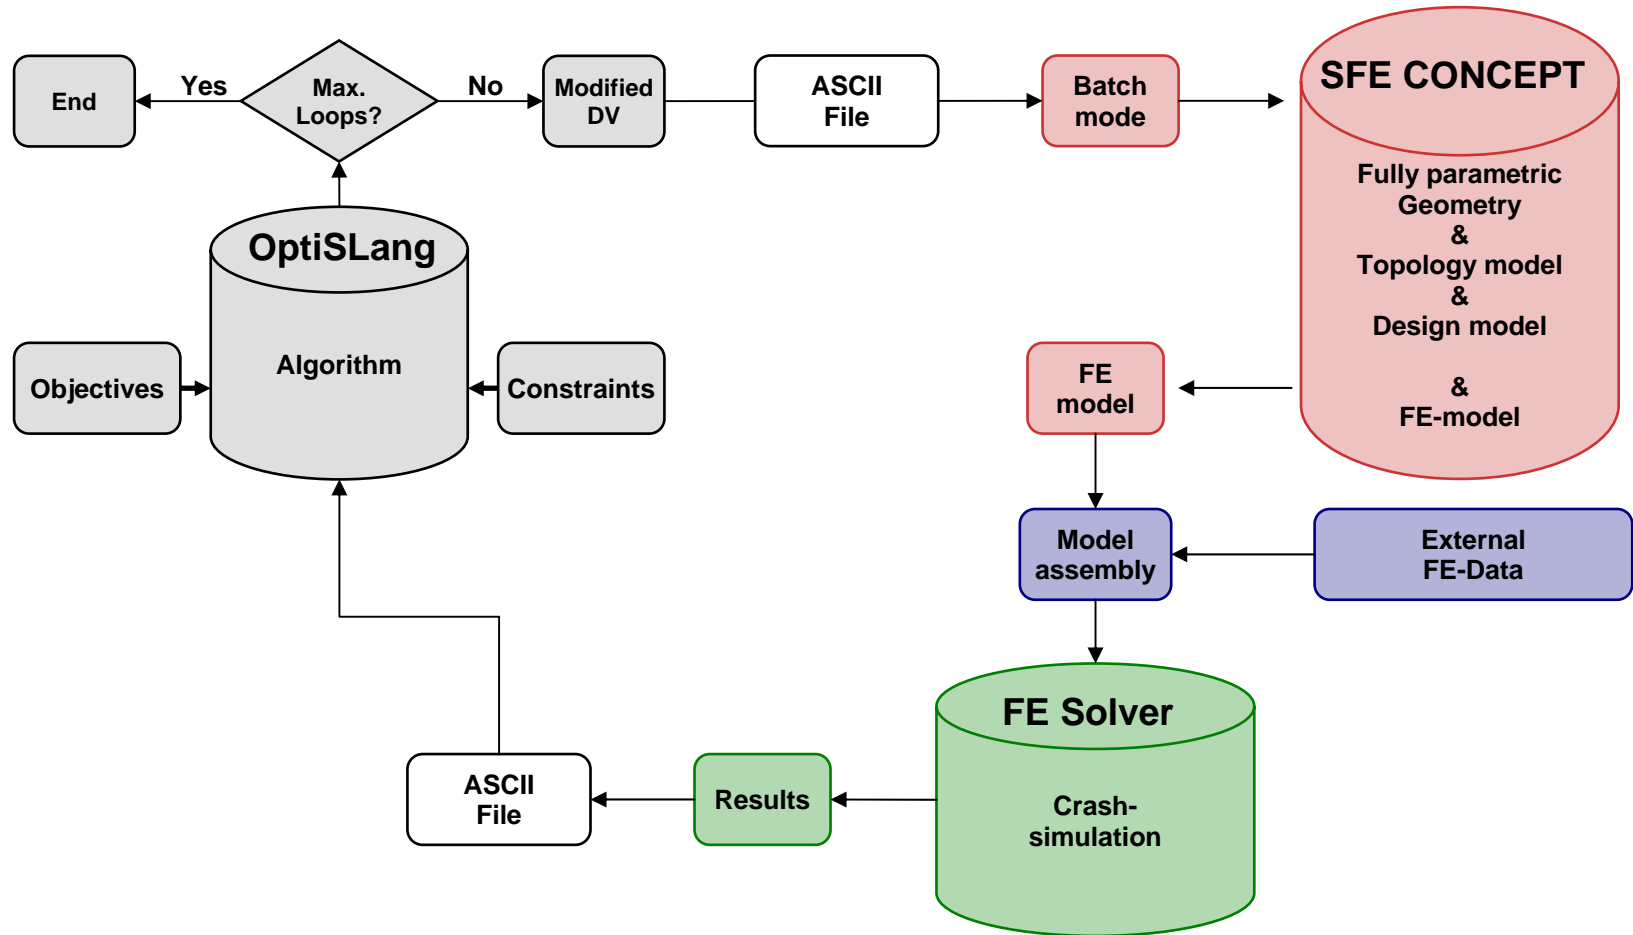 End
Yes
Max.
Loops?
No
Modified
DV
ASCII
File
Batch
mode
SFE CONCEPT
Fully parametric
Geometry
&
Topology model
&
Design model
&
FE-model
OptiSLang
Algorithm
Objectives
Constraints
FE
model
Model
assembly
External
FE-Data
FE Solver
Crash-
simulation
Results
ASCII
File